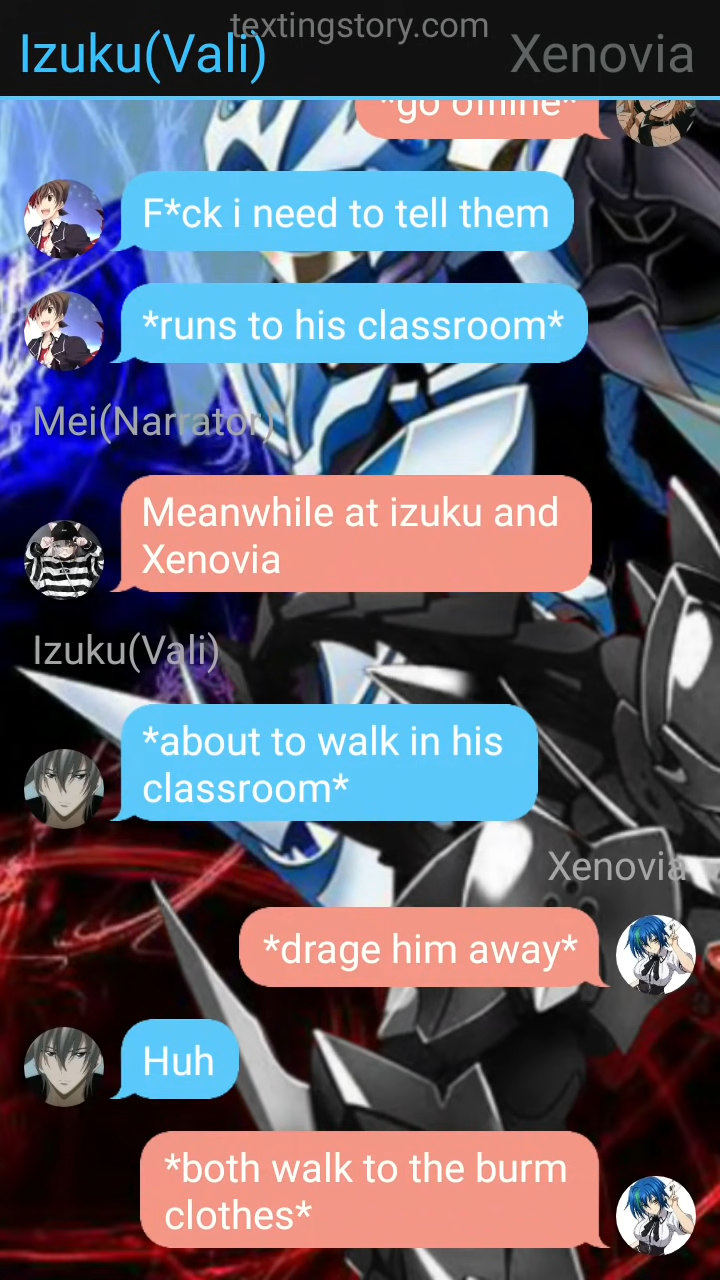 textingstory.com
Izuku(Vali)
Xenovia
*go offline*
F*ck i need to tell them
*runs to his classroom*
Mei(Narrator)
Meanwhile at izuku and
Xenovia
Izuku(Vali)
*about to walk in his
classroom*
Xenovia
*drage him away*
Huh
*both walk to the burm
clothes*